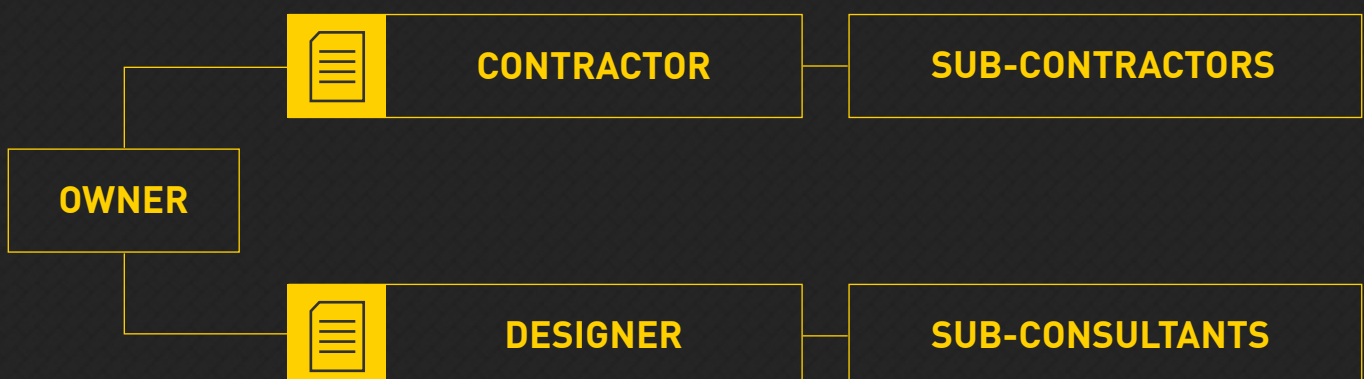 CONTRACTOR
SUB-CONTRACTORS
OWNER
DESIGNER
SUB-CONSULTANTS